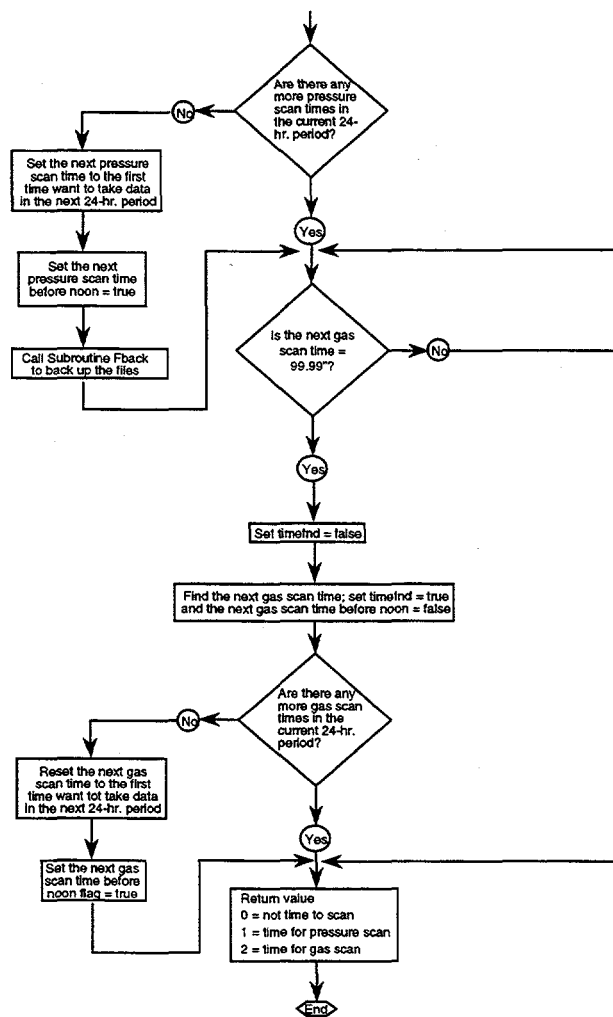 Are there any
more pressure
scan times in
the current 24-
hr. period?
No
Set the next pressure
scan time to the first
time want to take data
in the next 24-hr. period
Yes
Set the next
pressure scan time
before noon = true
Is the next gas
scan time =
99.99"?
No
Call Subroutine Fback
to back up the files
Yes
Set timefnd = false
Find the next gas scan time; set timefnd = true
and the next gas scan time before noon = false
Are there any
more gas scan
times in the
current 24-hr.
period?
No
Reset the next gas
scan time to the first
time want tot take data
in the next 24-hr. period
Yes
Set the next gas
scan time before
noon flag = true
Return value
0 = not time to scan
1 = time for pressure scan
2 = time for gas scan
End